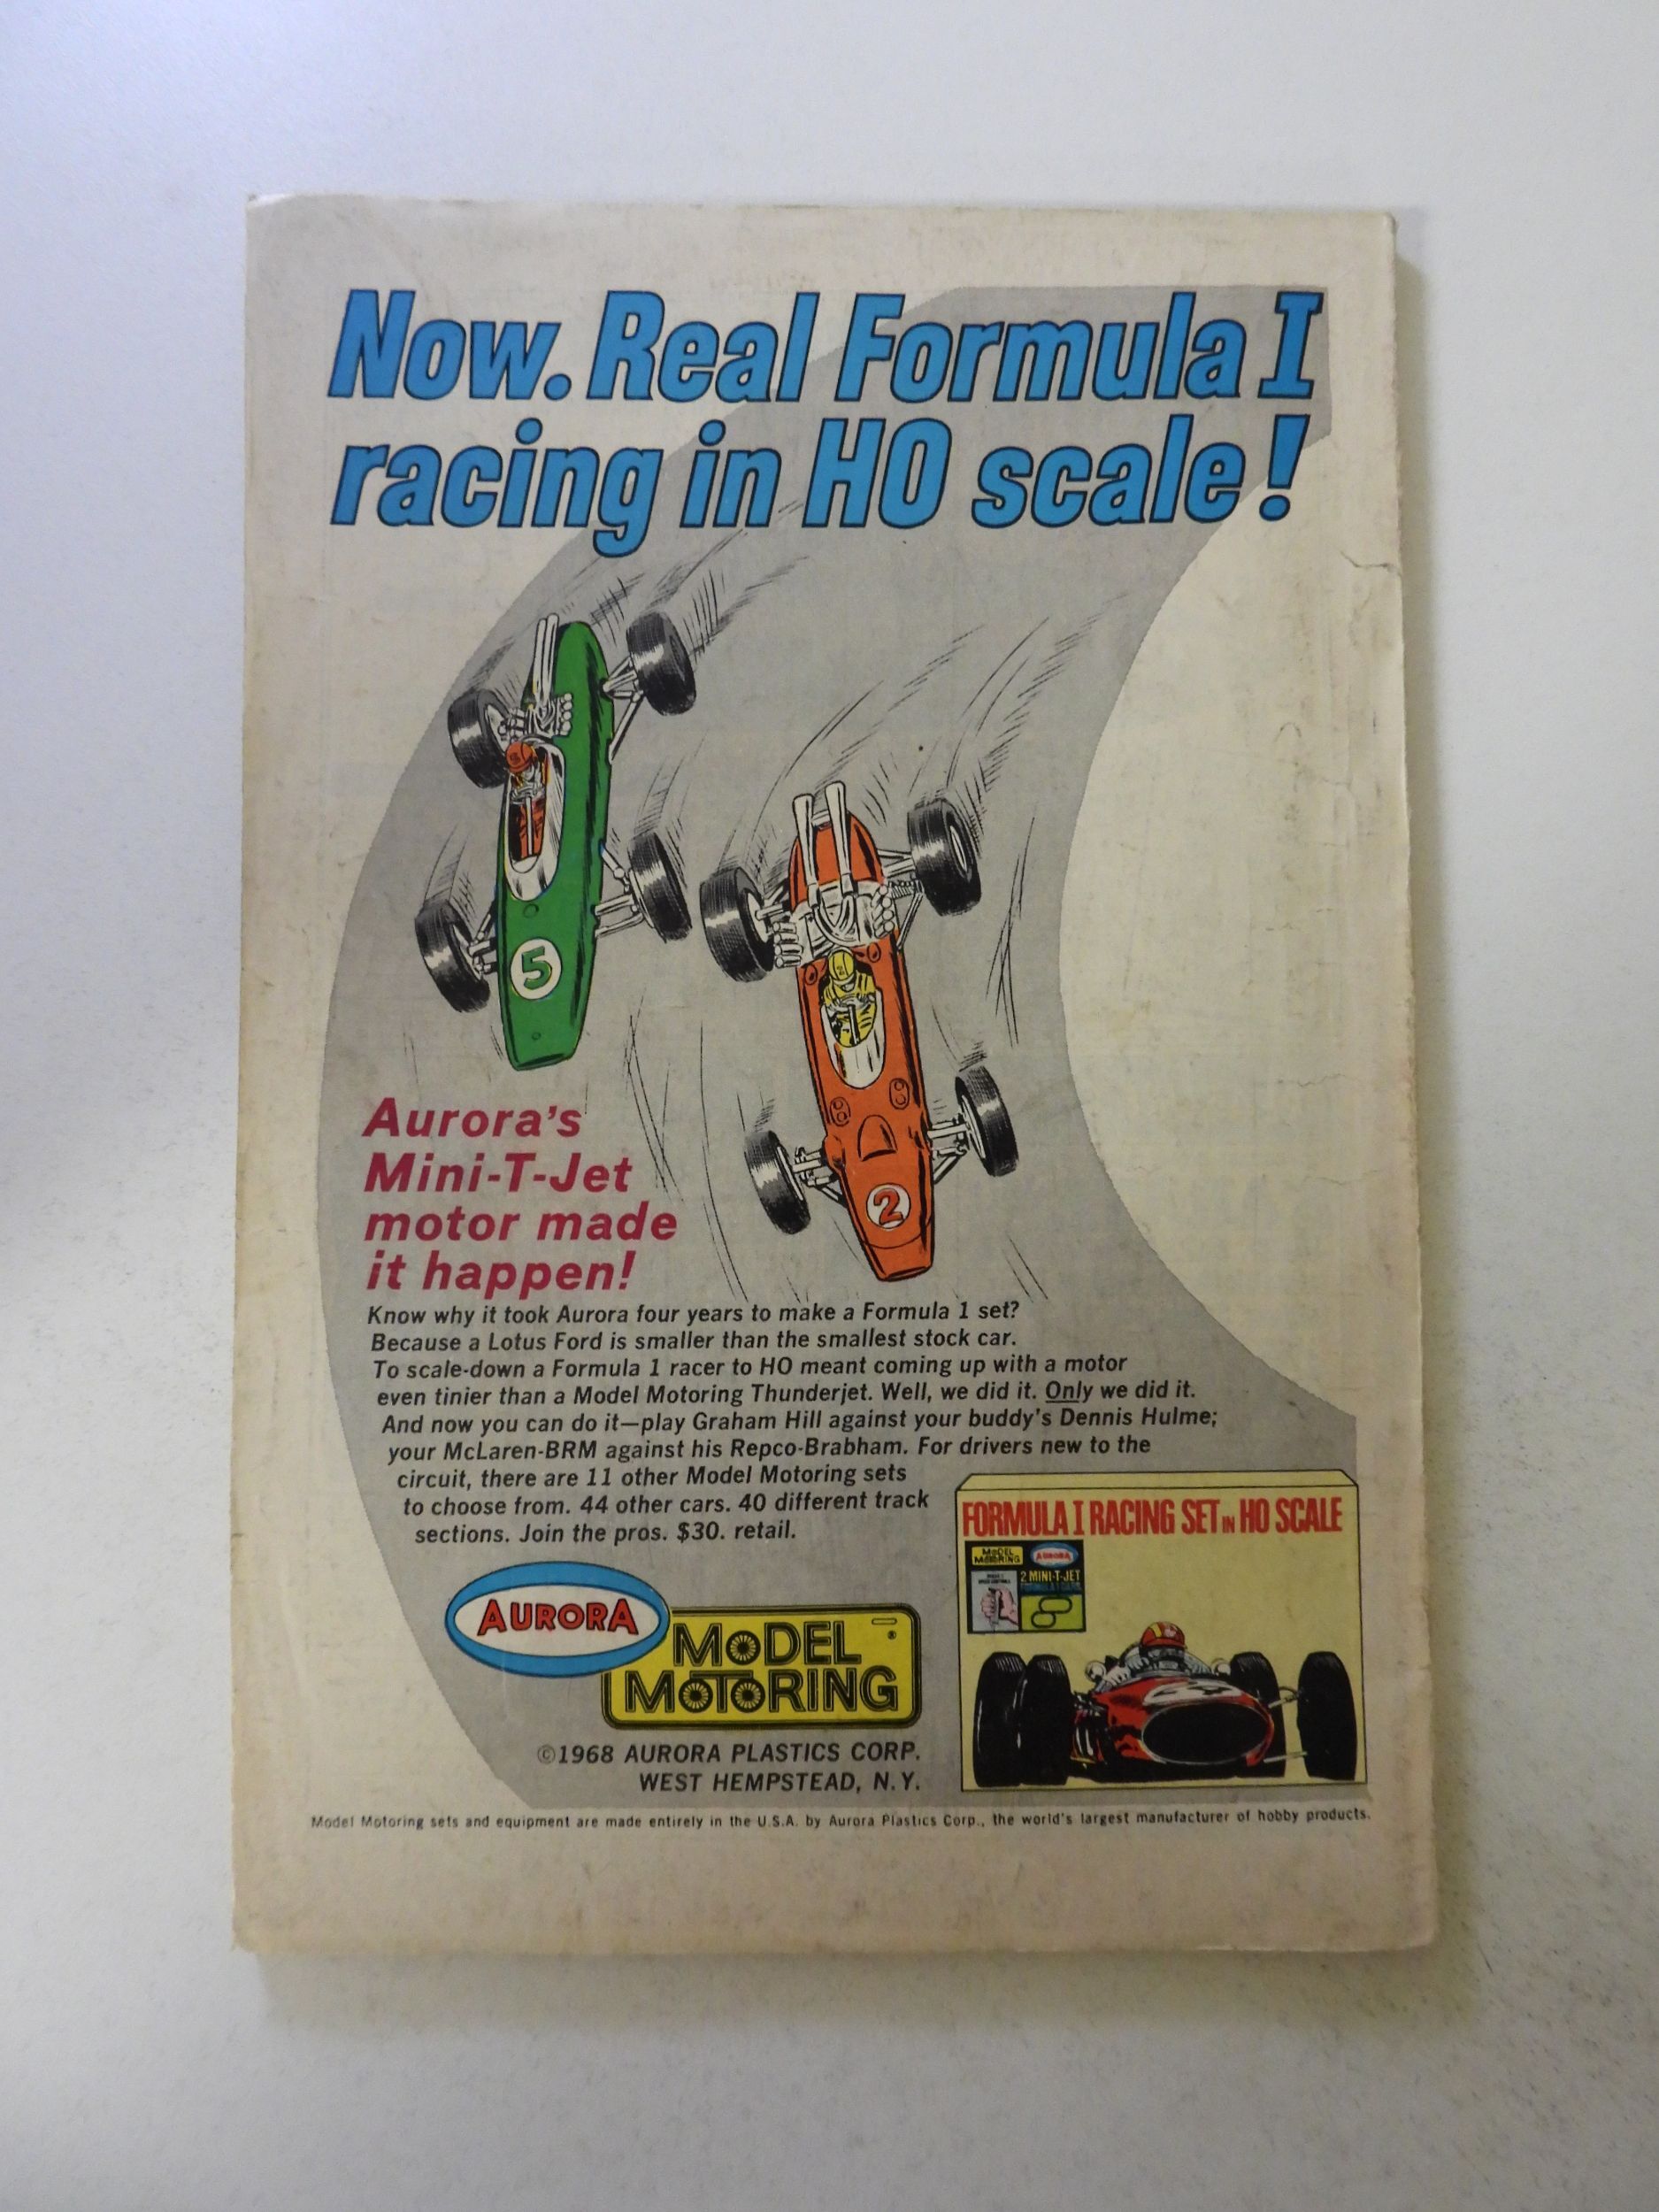 Now. Real Formula I
racing in HO scale!
5
2
Aurora's
Mini-T-Jet
motor made
it happen!
Know why it took Aurora four years to make a Formula 1 set?
Because a Lotus Ford is smaller than the smallest stock car.
To scale-down a Formula 1 racer to HO meant coming up with a motor
even tinier than a Model Motoring Thunderjet. Well, we did it. Only we did it.
And now you can do it—play Graham Hill against your buddy's Dennis Hulme;
your McLaren-BRM against his Repco-Brabham. For drivers new to the
circuit, there are 11 other Model Motoring sets
to choose from. 44 other cars. 40 different track
sections. Join the pros. $30. retail.
FORMULA I RACING SET IN HO SCALE
MODEL MOTORING
AURORA
2 MINI-T-JET
AURORA
MODEL
MOTORING
®
©1968 AURORA PLASTICS CORP.
WEST HEMPSTEAD, N.Y.
Model Motoring sets and equipment are made entirely in the U.S.A. by Aurora Plastics Corp., the world's largest manufacturer of hobby products.